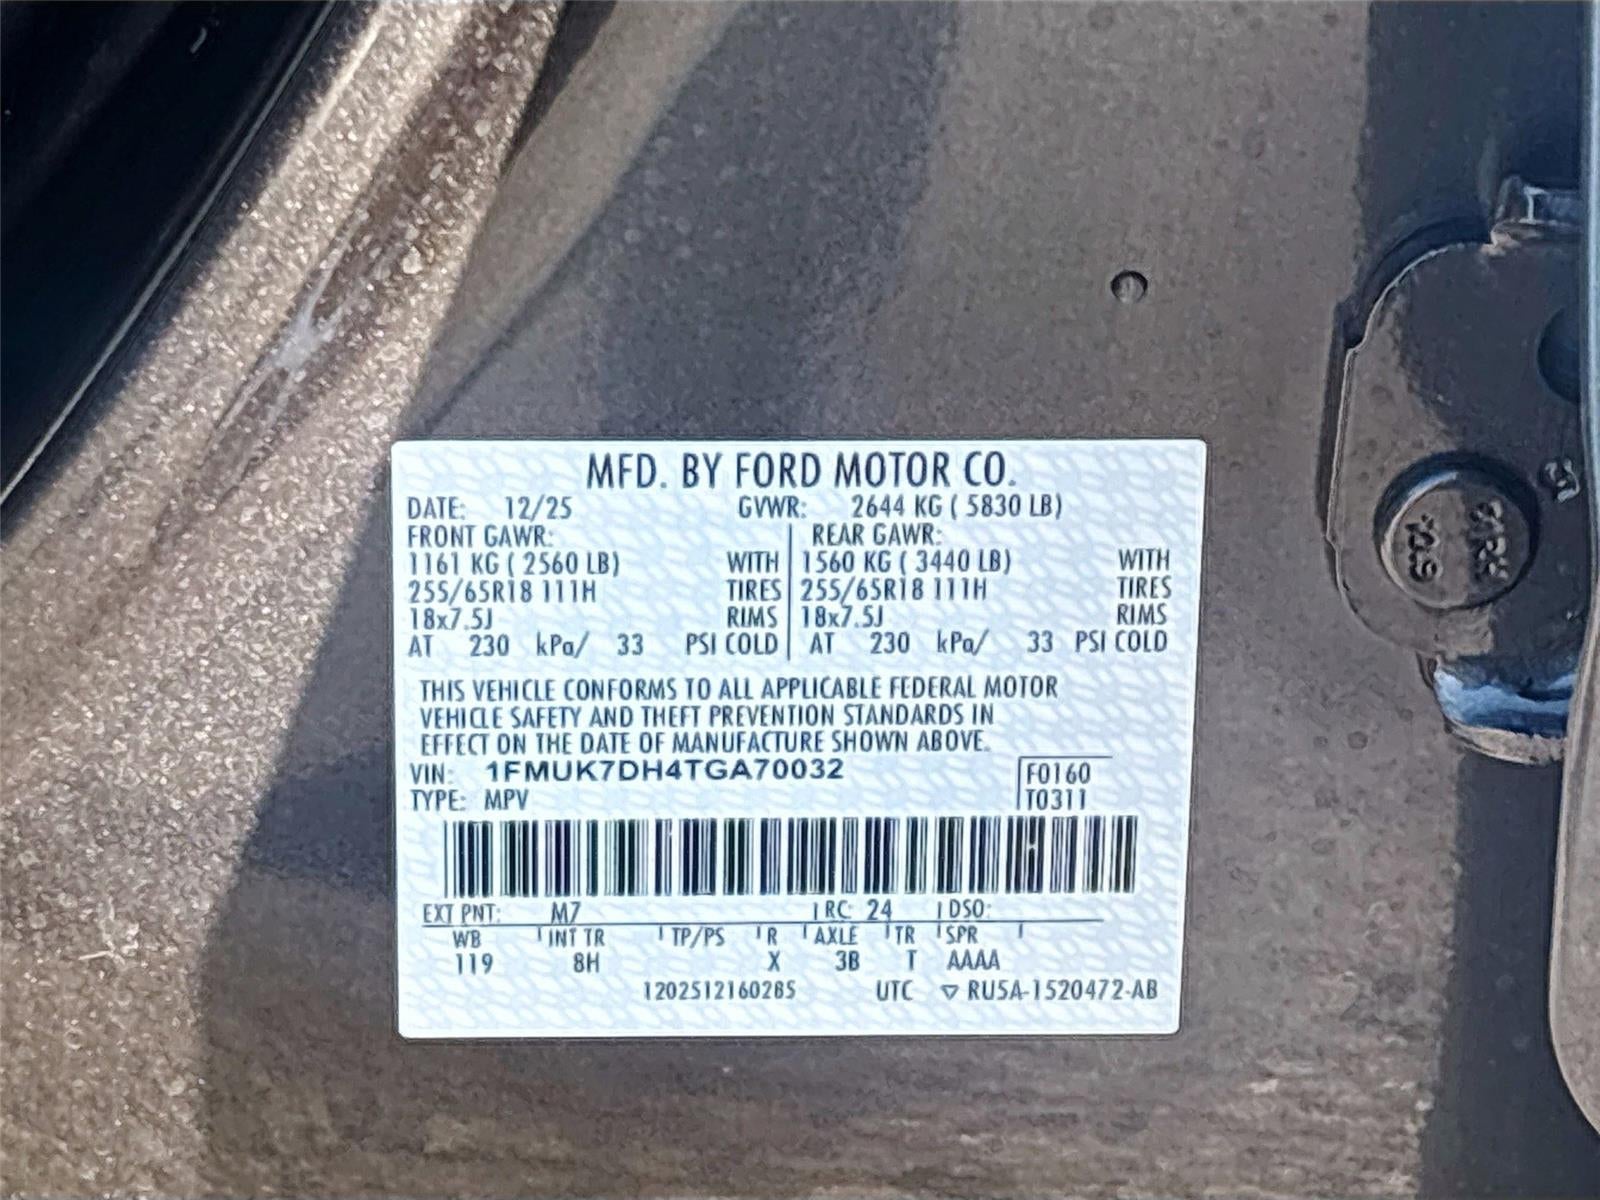 MFD. BY FORD MOTOR CO.
DATE: 12/25 GVWR: 2644 KG ( 5830 LB)
FRONT GAWR: REAR GAWR:
1161 KG ( 2560 LB) WITH 1560 KG ( 3440 LB) WITH
255/65R18 111H TIRES 255/65R18 111H TIRES
18x7.5J RIMS 18x7.5J RIMS
AT 230 kPa/ 33 PSI COLD AT 230 kPa/ 33 PSI COLD
THIS VEHICLE CONFORMS TO ALL APPLICABLE FEDERAL MOTOR
VEHICLE SAFETY AND THEFT PREVENTION STANDARDS IN
EFFECT ON THE DATE OF MANUFACTURE SHOWN ABOVE.
VIN: 1FMUK7DH4TGA70032 F0160
TYPE: MPV T0311
EXT PNT: M7 RC: 24 DSO:
WB INT TR TP/PS R AXLE TR SPR
119 8H X 3B T AAAA
1202512160285 UTC ▽ RU5A-1520472-AB